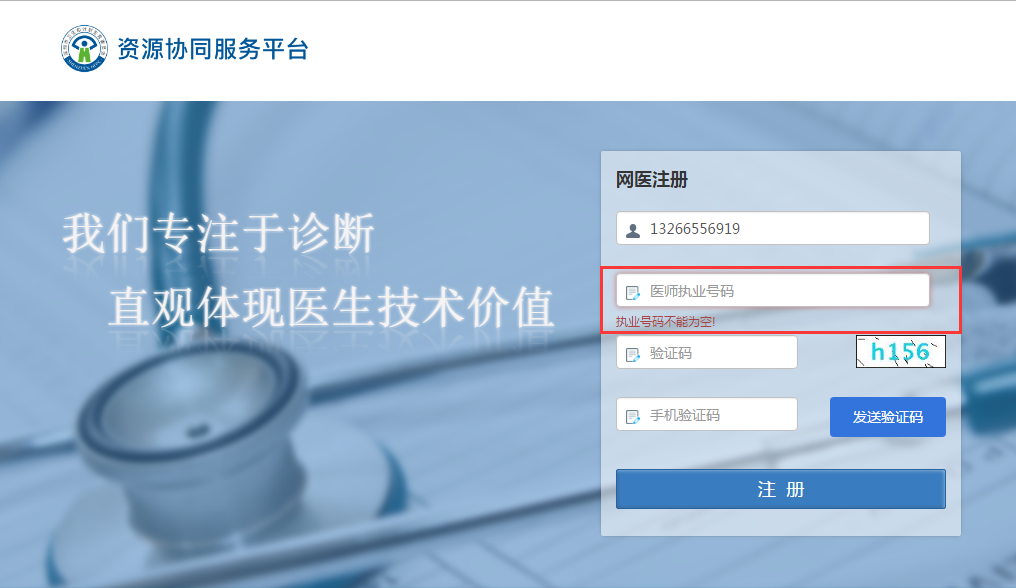 资源协同服务平台
我们专注于诊断
直观体现医生技术价值
网医注册
13266556919
医师执业号码
执业号码不能为空!
验证码
h156
手机验证码
发送验证码
注 册